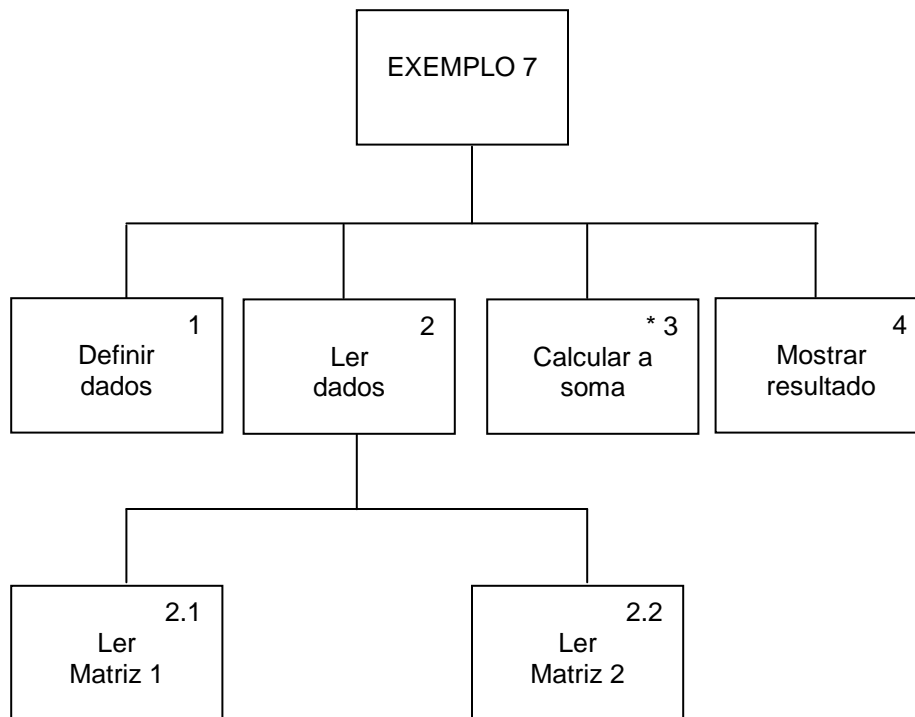 EXEMPLO 7
1
Definir
dados
2
Ler
dados
* 3
Calcular a
soma
4
Mostrar
resultado
2.1
Ler
Matriz 1
2.2
Ler
Matriz 2